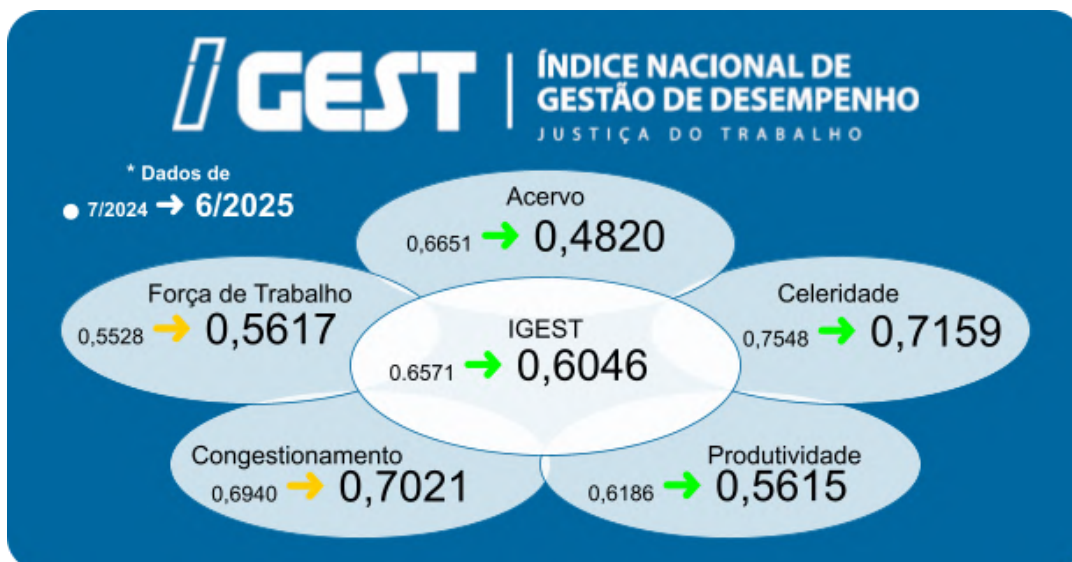 IGEST
ÍNDICE NACIONAL DE
GESTÃO DE DESEMPENHO
JUSTIÇA DO TRABALHO
* Dados de
7/2024 → 6/2025
Acervo
0,6651 → 0,4820
Força de Trabalho
0,5528 → 0,5617
Celeridade
0,7548 → 0,7159
IGEST
0.6571 → 0,6046
Congestionamento
0,6940 → 0,7021
Produtividade
0,6186 → 0,5615